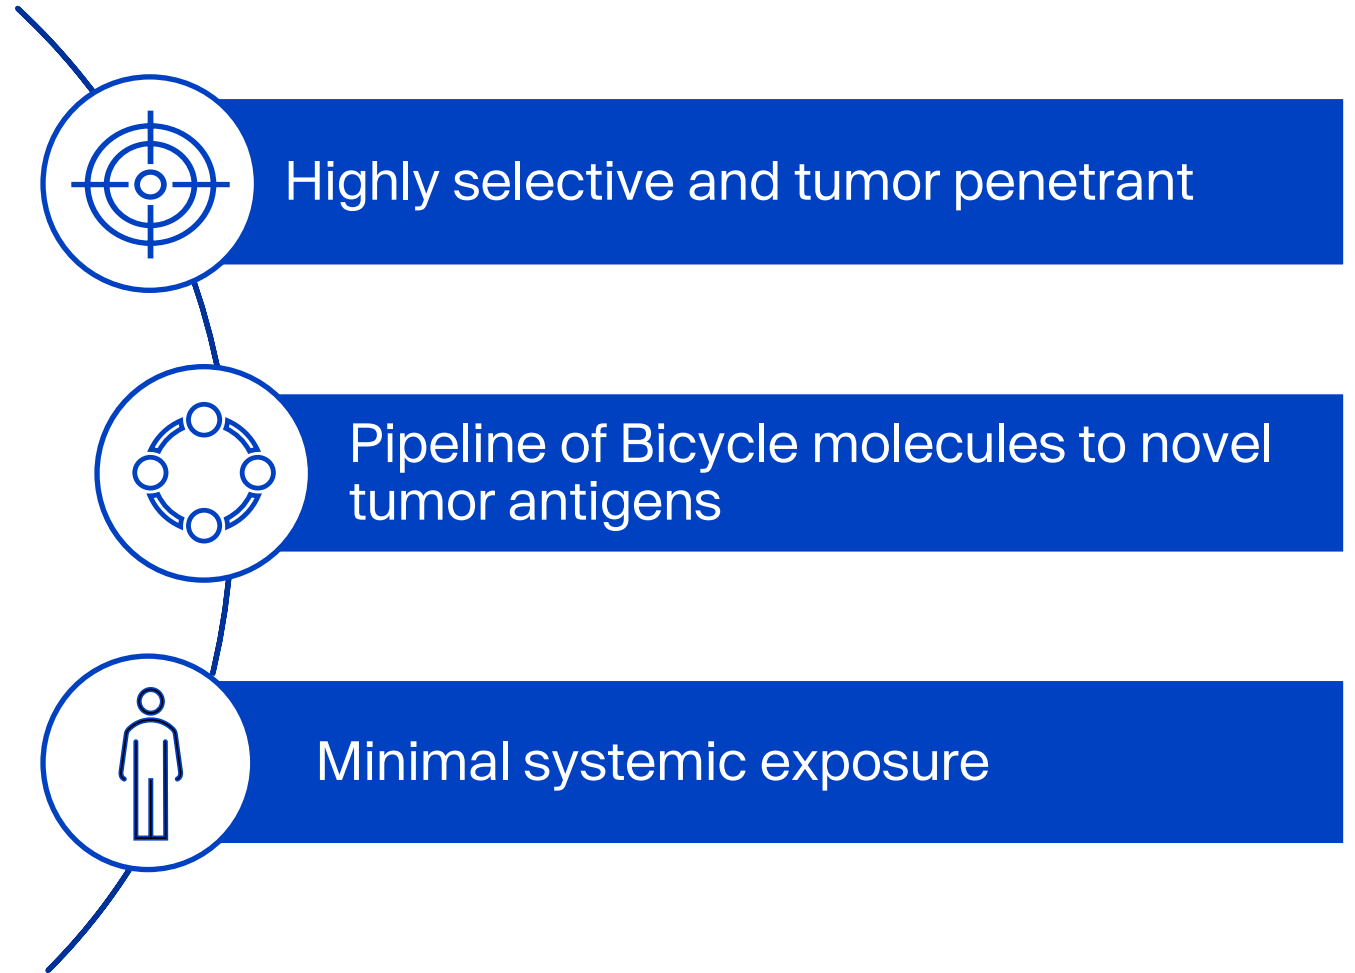 Highly selective and tumor penetrant
Pipeline of Bicycle molecules to novel
tumor antigens
Minimal systemic exposure